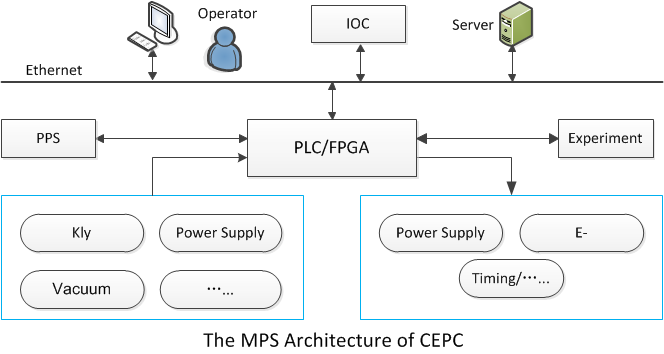 Operator
IOC
Server
Ethernet
PPS
PLC/FPGA
Experiment
Kly
Power Supply
Power Supply
E-
Vacuum
…...
Timing/…...
The MPS Architecture of CEPC